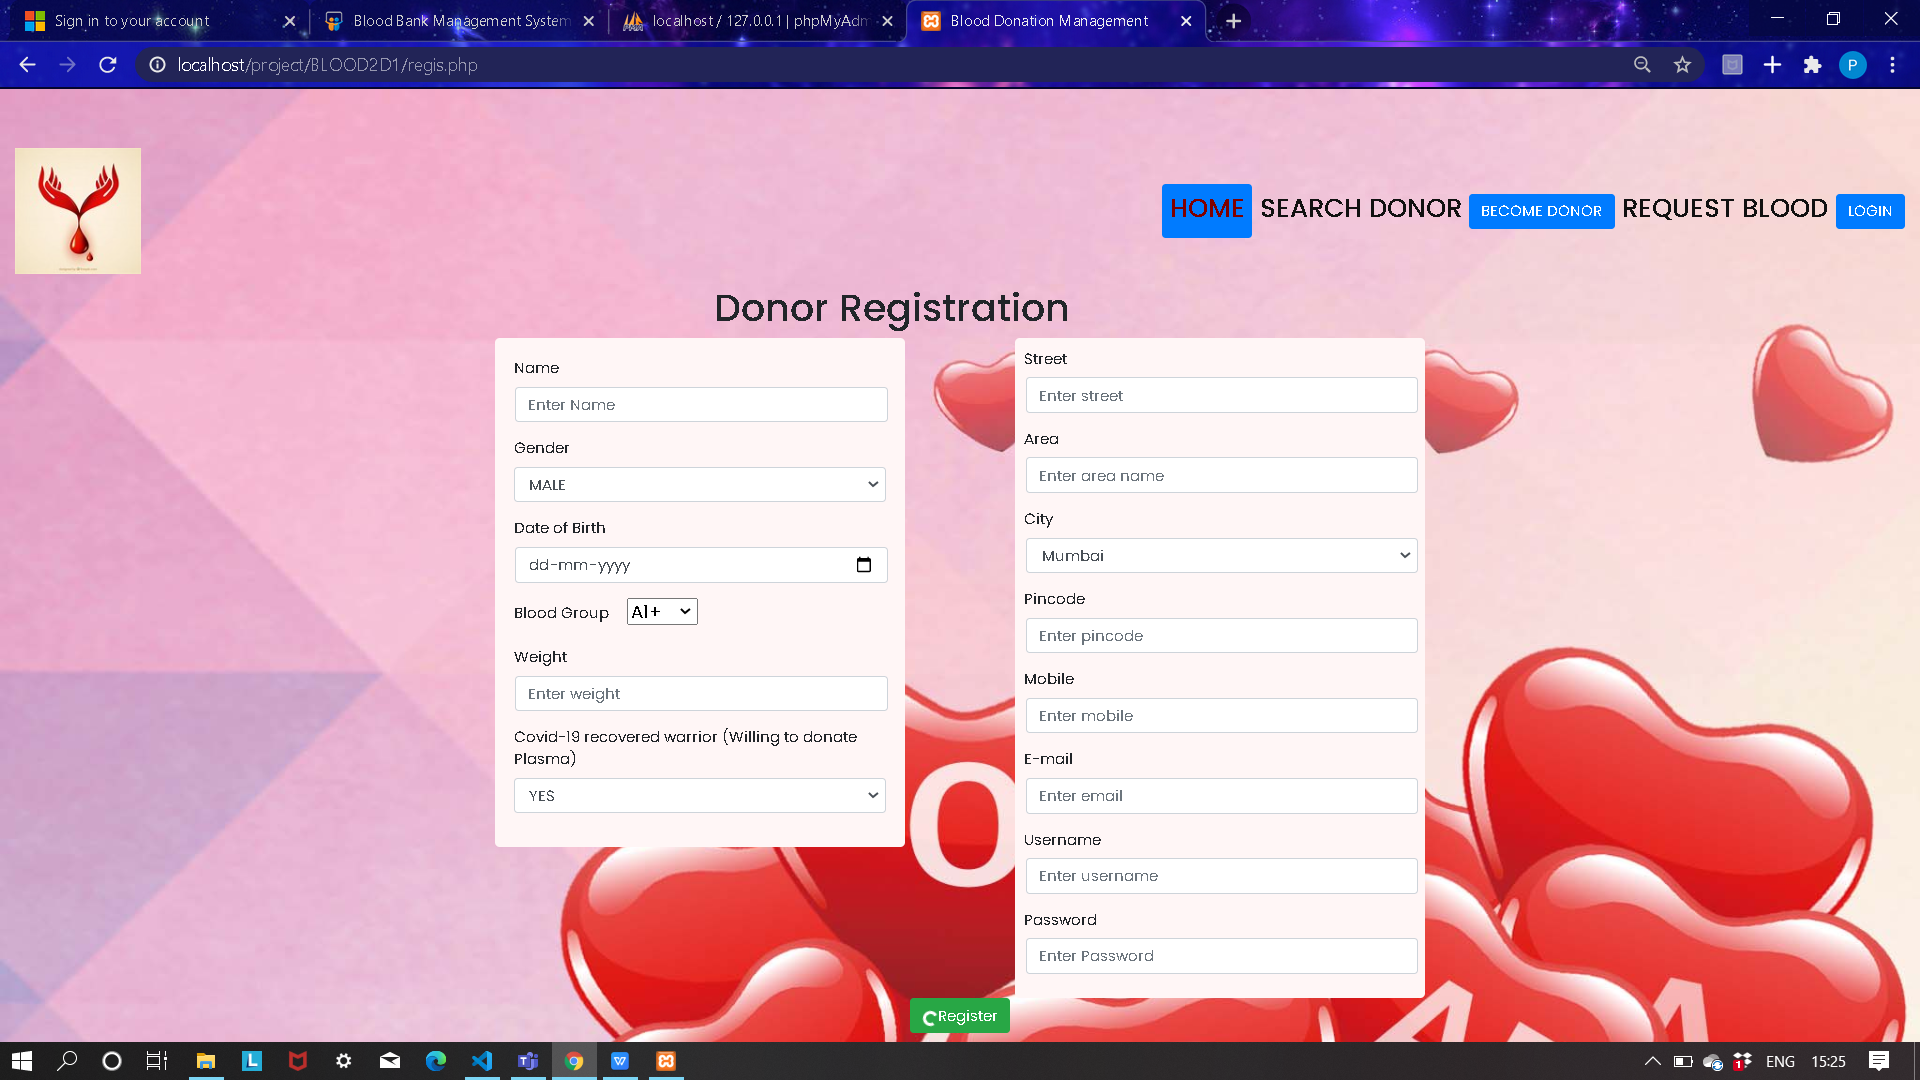 Sign in to your account
Blood Bank Management System
localhost / 127.0.0.1 | phpMyAdm
Blood Donation Management
localhost/project/BLOOD2D1/regis.php
P
HOME
SEARCH DONOR
BECOME DONOR
REQUEST BLOOD
LOGIN
Donor Registration
Name
Enter Name
Gender
MALE
Date of Birth
dd-mm-yyyy
Blood Group
A1+
Weight
Enter weight
Covid-19 recovered warrior (Willing to donate
Plasma)
YES
Street
Enter street
Area
Enter area name
City
Mumbai
Pincode
Enter pincode
Mobile
Enter mobile
E-mail
Enter email
Username
Enter username
Password
Enter Password
O
A
Register
L
W
1
ENG
15:25